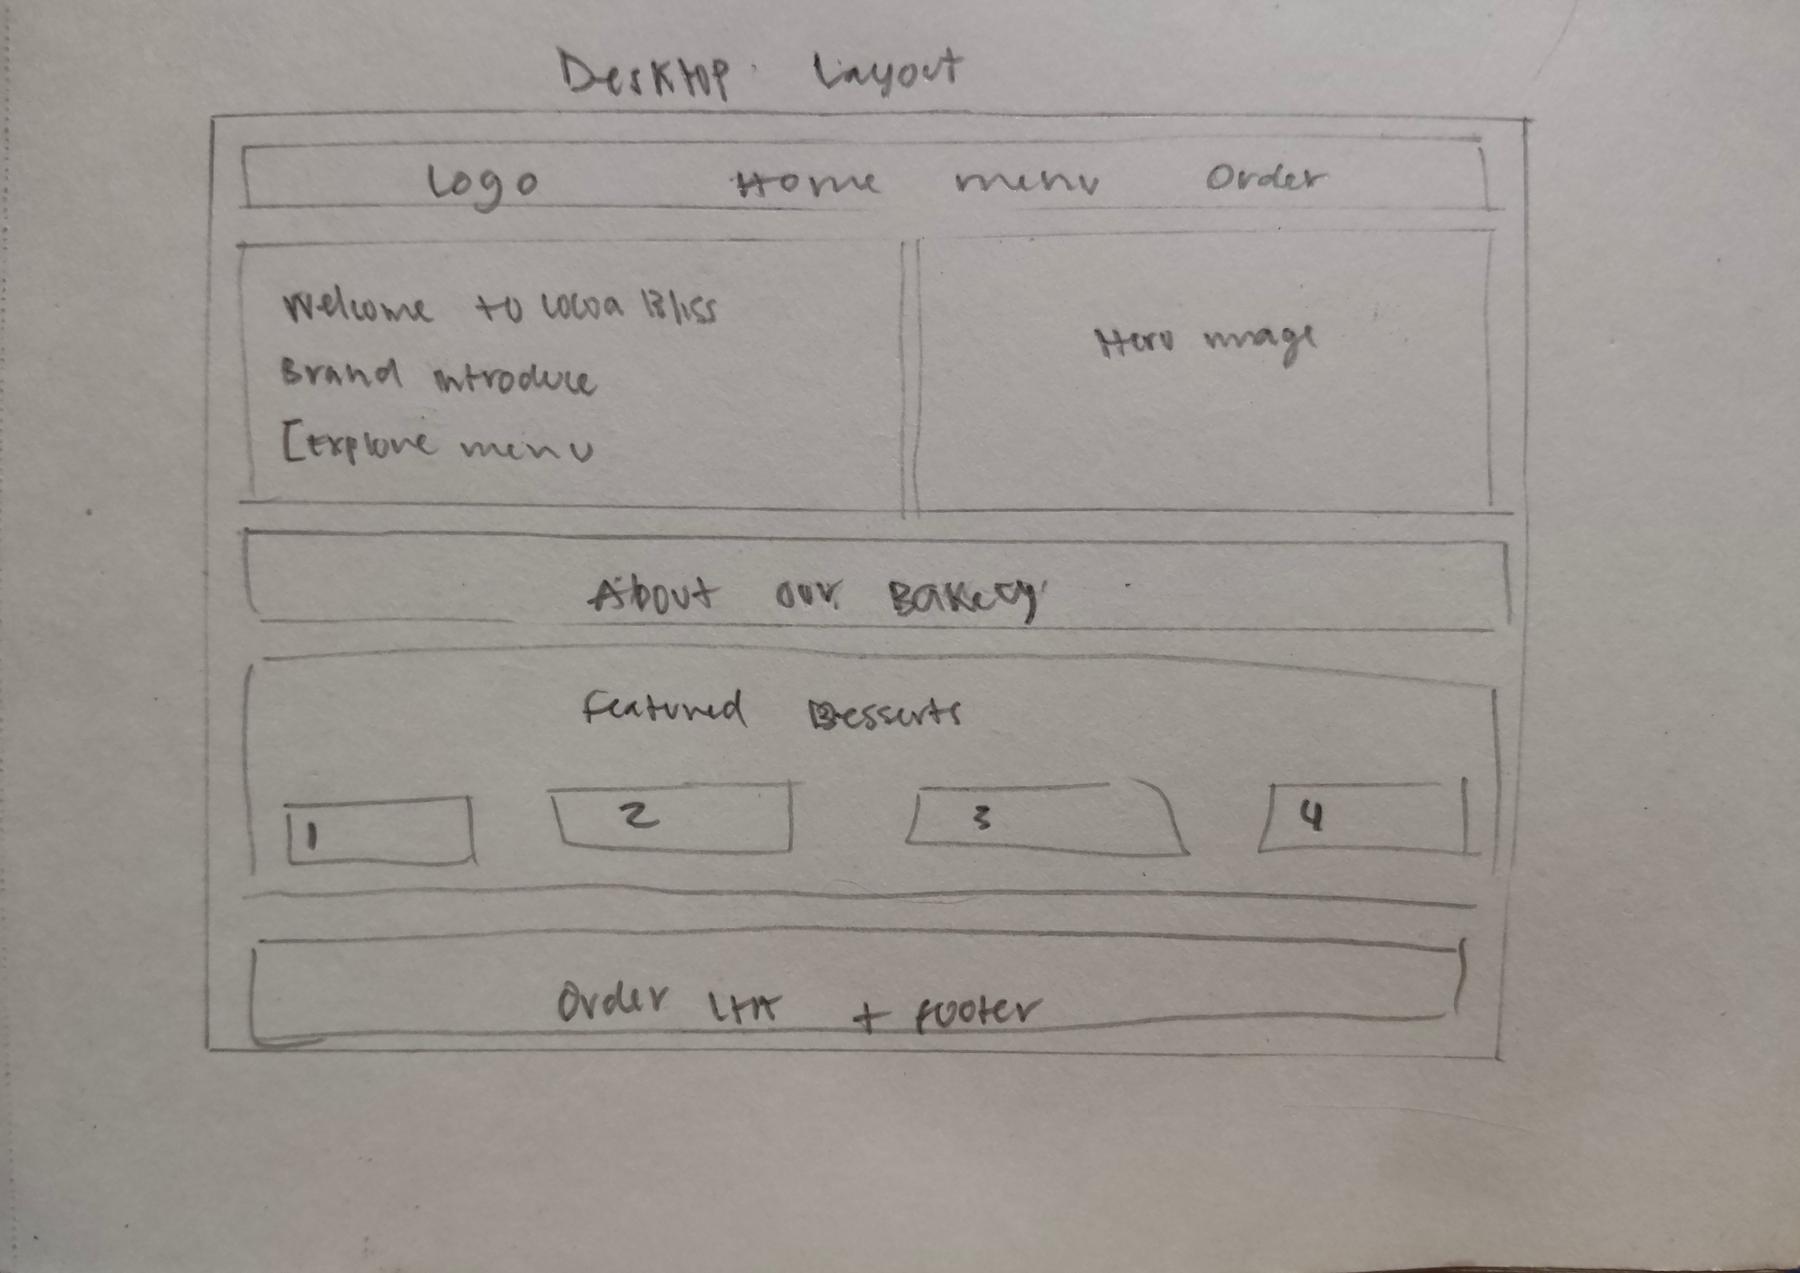 Desktop Layout
Logo Home menu Order
Welcome to Cocoa Bliss
Brand introduce
[Explore menu
Hero image
About our Bakery
Featured Desserts
1 2 3 4
Order + Footer